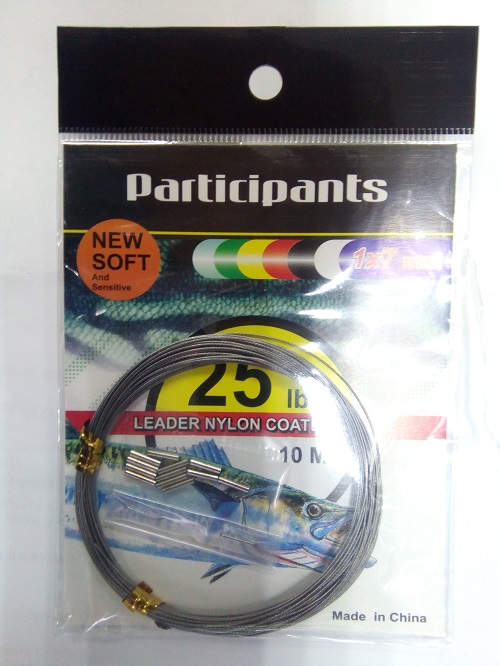 Participants
NEW
SOFT
And
Sensitive
1x7
25
lb
LEADER NYLON COAT
10 M
Made in China